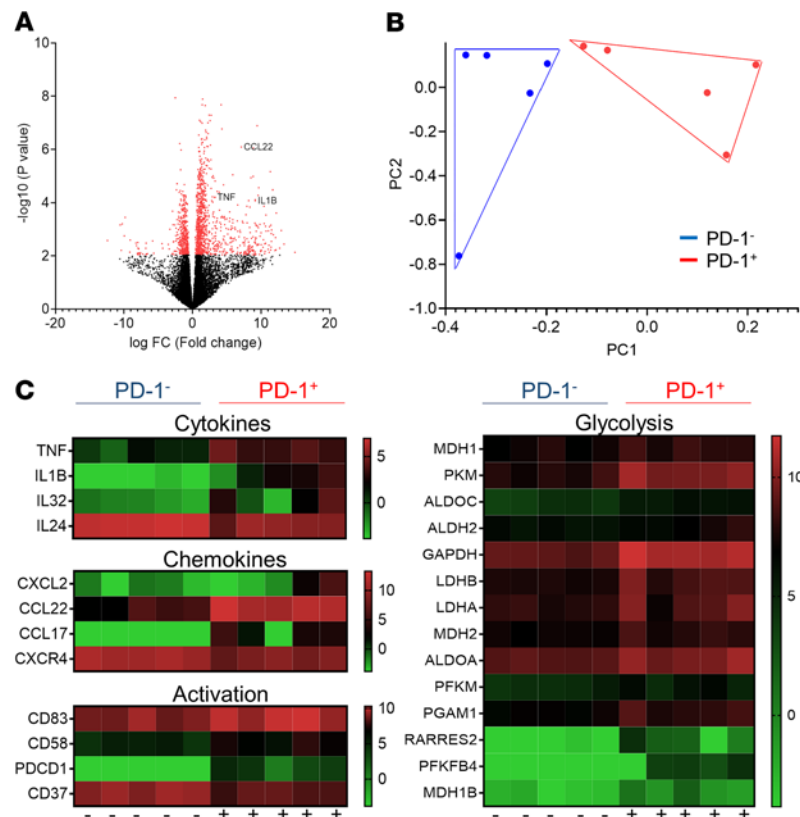 A
10
8
6
4
2
0
-log10 (P value)
CCL22
TNF
IL1B
-20
-10
0
10
20
log FC (Fold change)
B
0.0
-0.2
-0.4
-0.6
-0.8
-1.0
PC2
PD-1-
PD-1+
-0.4
-0.2
0.0
0.2
PC1
C
PD-1-
PD-1+
Cytokines
TNF
IL1B
IL32
IL24
5
0
Chemokines
CXCL2
CCL22
CCL17
CXCR4
10
5
0
Activation
CD83
CD58
PDCD1
CD37
10
5
0
- - - - - + + + + +
PD-1-
PD-1+
Glycolysis
MDH1
PKM
ALDOC
ALDH2
GAPDH
LDHB
LDHA
MDH2
ALDOA
PFKM
PGAM1
RARRES2
PFKFB4
MDH1B
10
5
0
- - - - - + + + + +